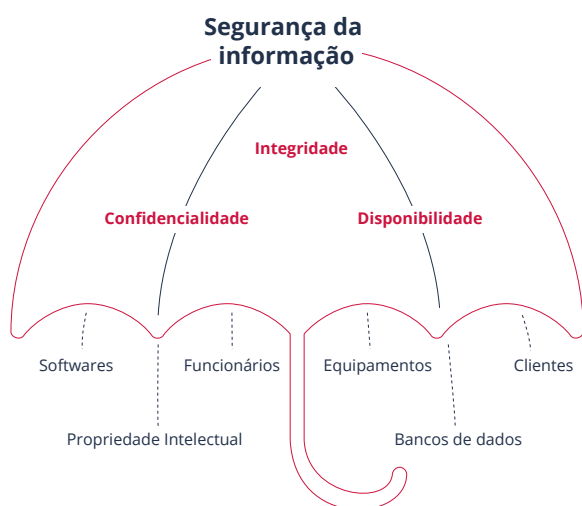 Segurança da
informação
Integridade
Confidencialidade
Disponibilidade
Softwares
Funcionários
Equipamentos
Clientes
Propriedade Intelectual
Bancos de dados